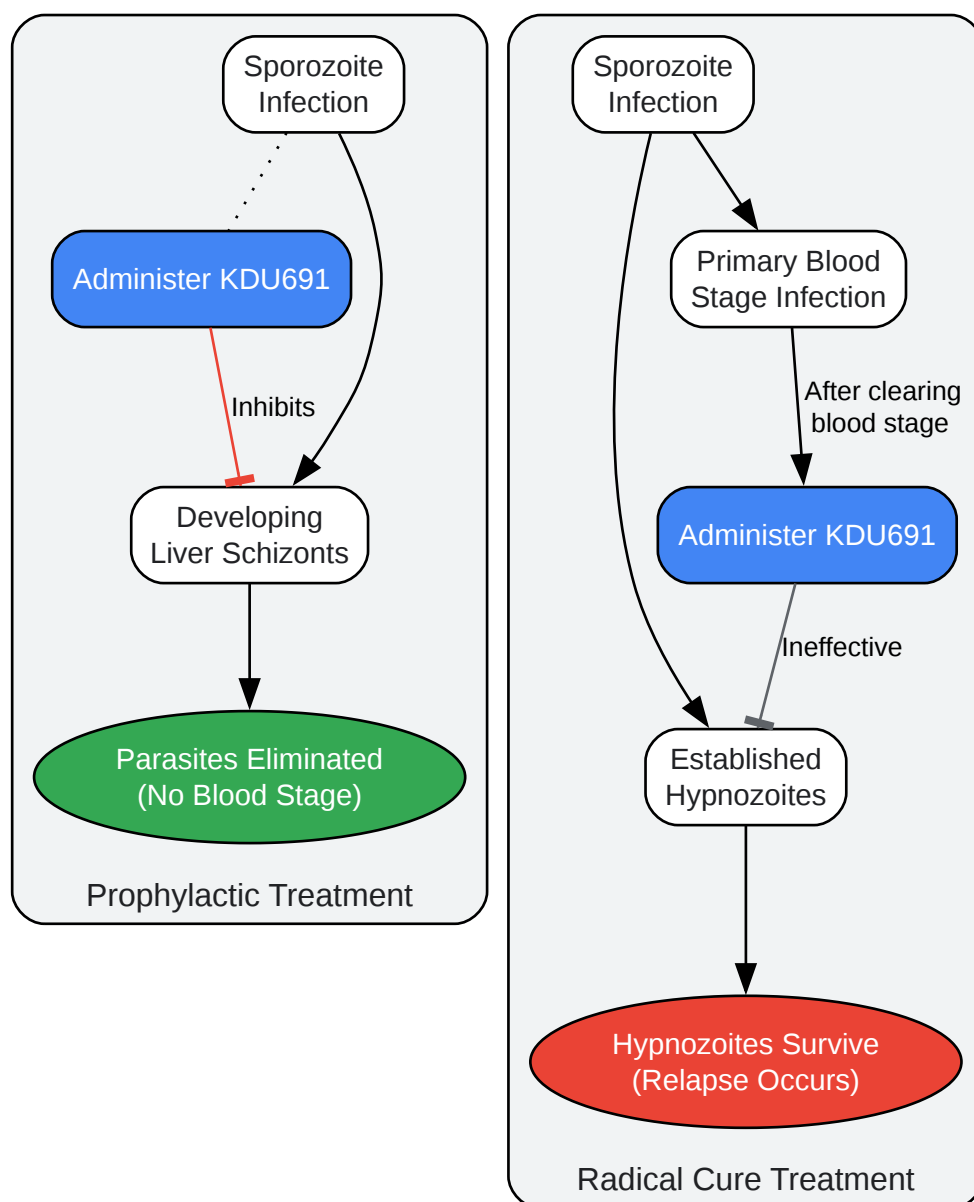 Sporozoite
Infection
Administer KDU691
Inhibits
Developing
Liver Schizonts
Parasites Eliminated
(No Blood Stage)
Prophylactic Treatment
Sporozoite
Infection
Primary Blood
Stage Infection
After clearing
blood stage
Administer KDU691
Ineffective
Established
Hypnozoites
Hypnozoites Survive
(Relapse Occurs)
Radical Cure Treatment